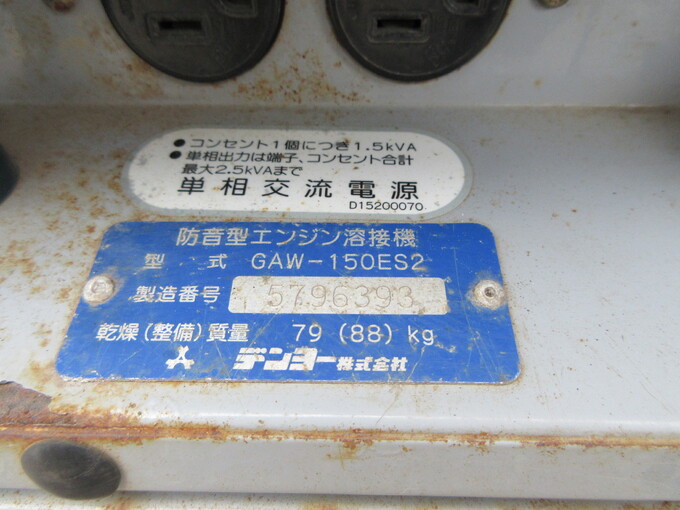 ● コンセント1個につき1.5kVA
● 単相出力は端子、コンセント合計
最大2.5kVAまで
単相交流電源
D15200070
防音型エンジン溶接機
型式 GAW-150ES2
製造番号 5796393
乾燥(整備)質量 79 (88) kg
デンヨー株式会社